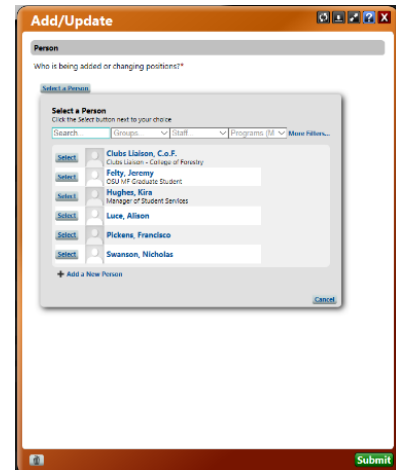 Add/Update
Person
Who is being added or changing positions?*
Select a Person
Select a Person
Click the Select button next to your choice
Search... Groups... Staff... Programs (M More Filters...
Select Clubs Liaison, C.o.F.
Clubs Liaison - College of Forestry
Select Felty, Jeremy
OSU MF Graduate Student
Select Hughes, Kira
Manager of Student Services
Select Luce, Alison
Select Pickens, Francisco
Select Swanson, Nicholas
+ Add a New Person
Cancel
Submit